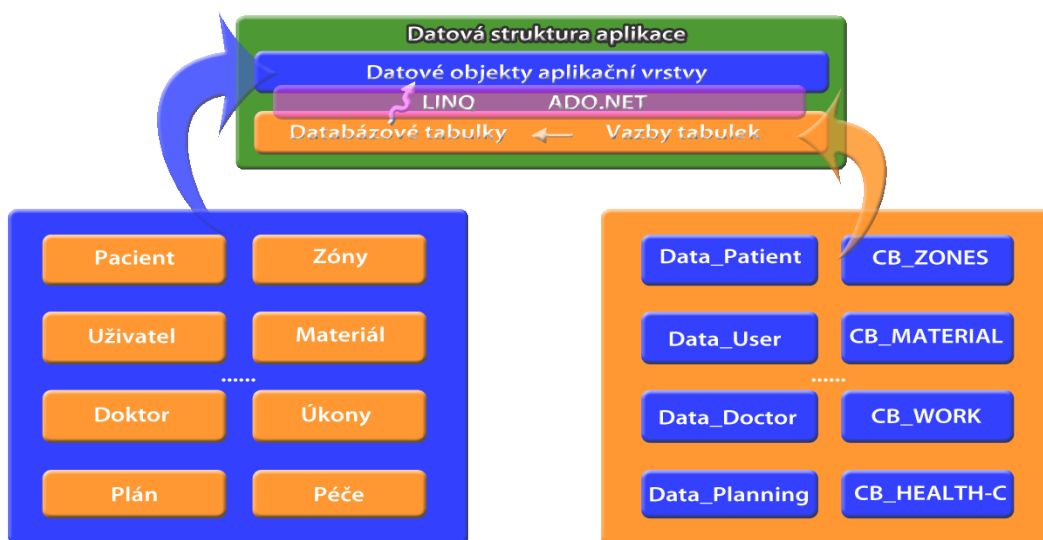 Datová struktura aplikace
Datové objekty aplikační vrstvy
LINQ ADO.NET
Databázové tabulky Vazby tabulek
Pacient Zóny
Uživatel Materiál
......
Doktor Úkony
Plán Péče
Data_Patient CB_ZONES
Data_User CB_MATERIAL
......
Data_Doctor CB_WORK
Data_Planning CB_HEALTH-C